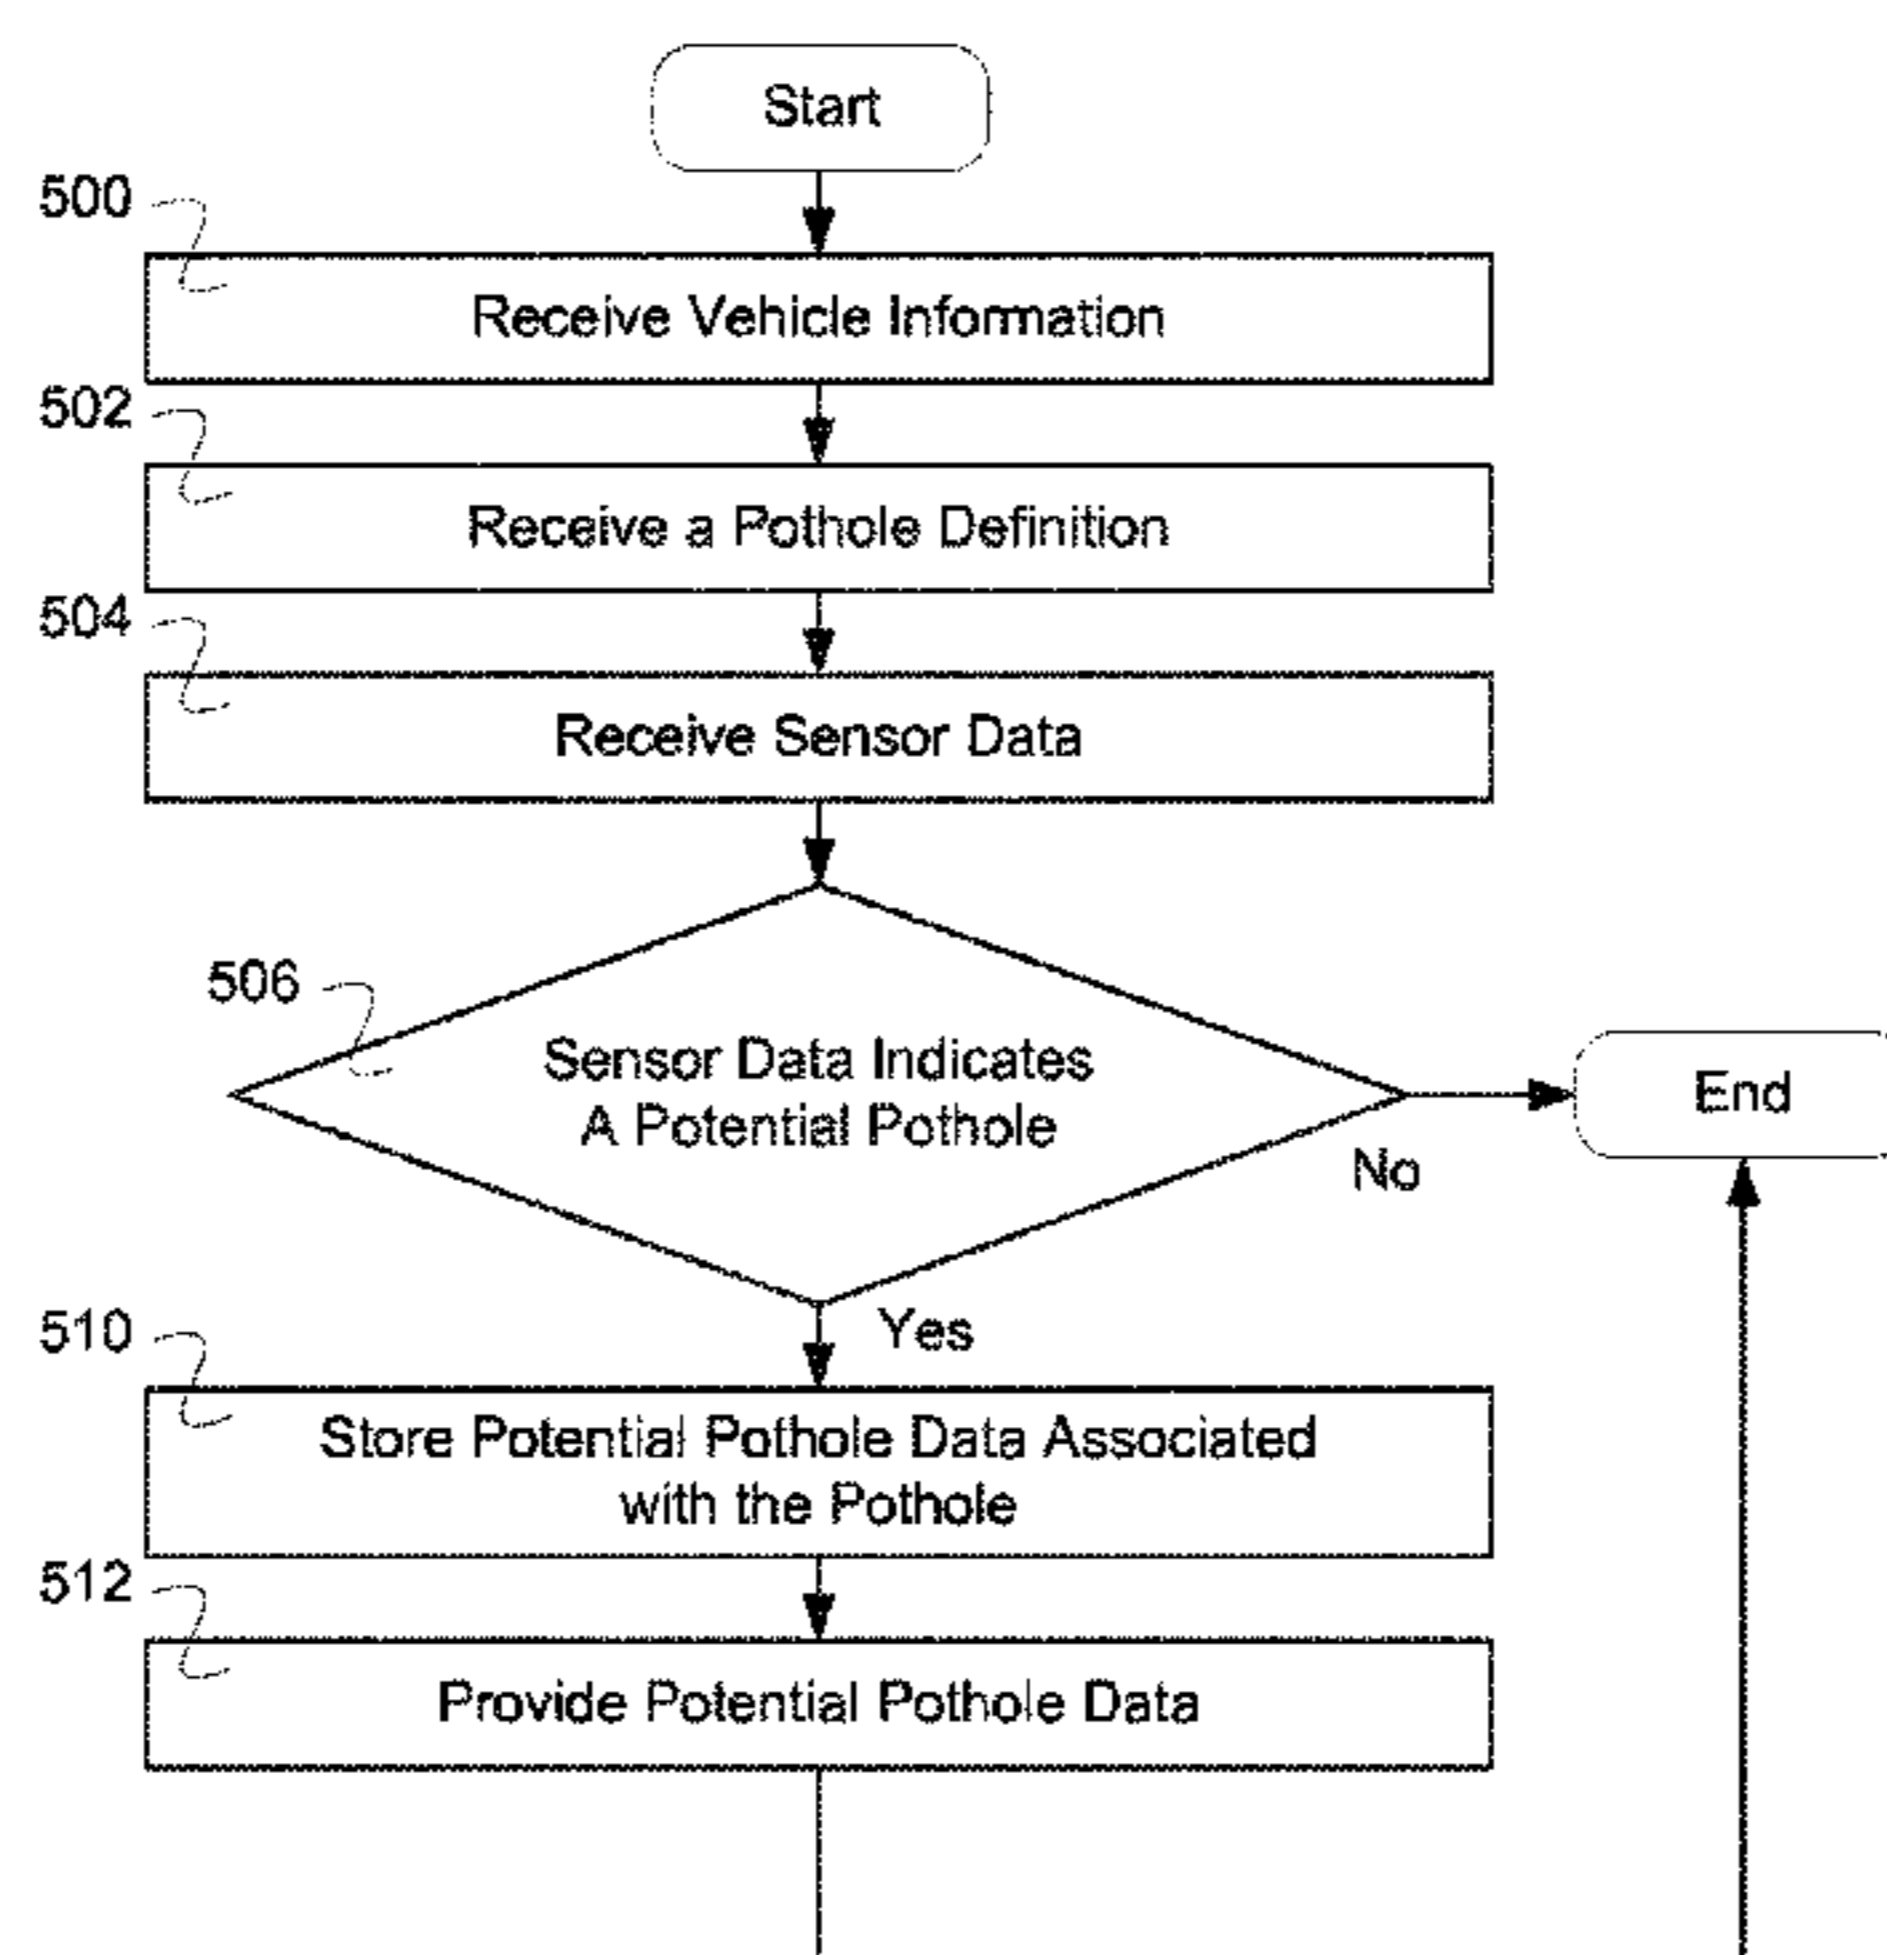 Start
500
Receive Vehicle Information
502
Receive a Pothole Definition
504
Receive Sensor Data
506
Sensor Data Indicates
A Potential Pothole
End
No
Yes
510
Store Potential Pothole Data Associated
with the Pothole
512
Provide Potential Pothole Data